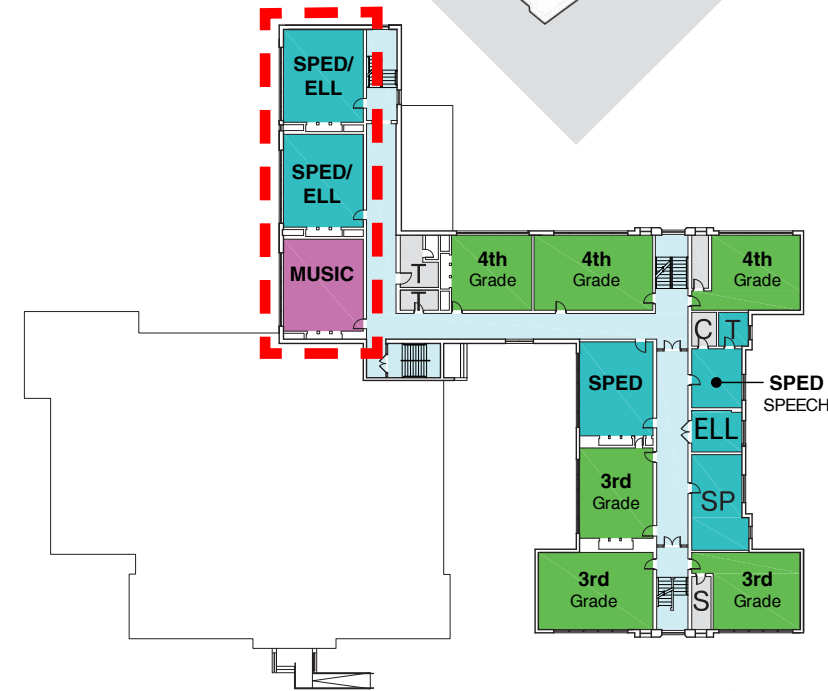 SPED/
ELL
SPED/
ELL
MUSIC
T
T
4th
Grade
4th
Grade
4th
Grade
C
T
SPED
SPED
SPEECH
ELL
3rd
Grade
SP
3rd
Grade
S
3rd
Grade